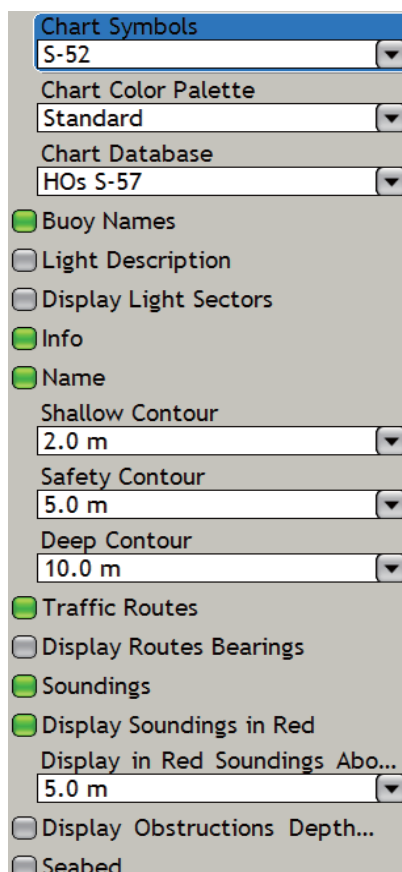 Chart Symbols
S-52
Chart Color Palette
Standard
Chart Database
HOs S-57
Buoy Names
Light Description
Display Light Sectors
Info
Name
Shallow Contour
2.0 m
Safety Contour
5.0 m
Deep Contour
10.0 m
Traffic Routes
Display Routes Bearings
Soundings
Display Soundings in Red
Display in Red Soundings Abo...
5.0 m
Display Obstructions Depth...
Seabed